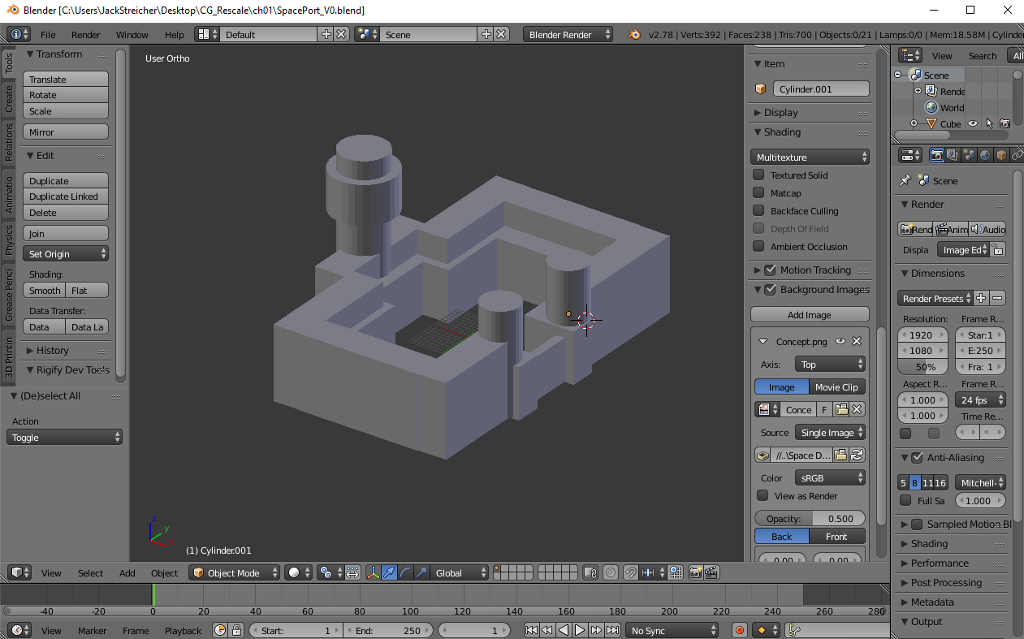 Blender [C:\Users\JackStreicher\Desktop\CG_Rescale\ch01\SpacePort_V0.blend]
File Render Window Help Default Scene Blender Render v2.78 | Verts:392 | Faces:238 | Tris:700 | Objects:0/21 | Lamps:0/0 | Mem:18.58M | Cylinder
Tools
Create
Relations
Animatio
Physics
Grease Penci
3D Printin
Transform
Translate
Rotate
Scale
Mirror
Edit
Duplicate
Duplicate Linked
Delete
Join
Set Origin
Shading:
Smooth Flat
Data Transfer:
Data Data La
History
Rigify Dev Tools
(De)select All
Action
Toggle
User Ortho
z
y
x
(1) Cylinder.001
Item
Cylinder.001
Display
Shading
Multitexture
Textured Solid
Matcap
Backface Culling
Depth Of Field
Ambient Occlusion
Motion Tracking
Background Images
Add Image
Concept.png
Axis: Top
Image Movie Clip
Conce F
Source Single Image
//..\Space D...
Color sRGB
View as Render
Opacity: 0.500
Back Front
0.00 0.00
View Search All
Scene
Rende
World
Cube
Scene
Render
Rend Anim Audio
Displa Image Ed
Dimensions
Render Presets
Resolution: Frame R...
1920 Star:1
1080 E:250
50% Fra: 1
Aspect R... Frame R...
1.000 24 fps
1.000 Time Re...
Anti-Aliasing
5 8 11 16 Mitchell-
Full Sa 1.000
Sampled Motion Bl
Shading
Performance
Post Processing
Metadata
Output
View Select Add Object Object Mode Global
-40 -20 0 20 40 60 80 100 120 140 160 180 200 220 240 260 280
View Marker Frame Playback Start: 1 End: 250 1 No Sync